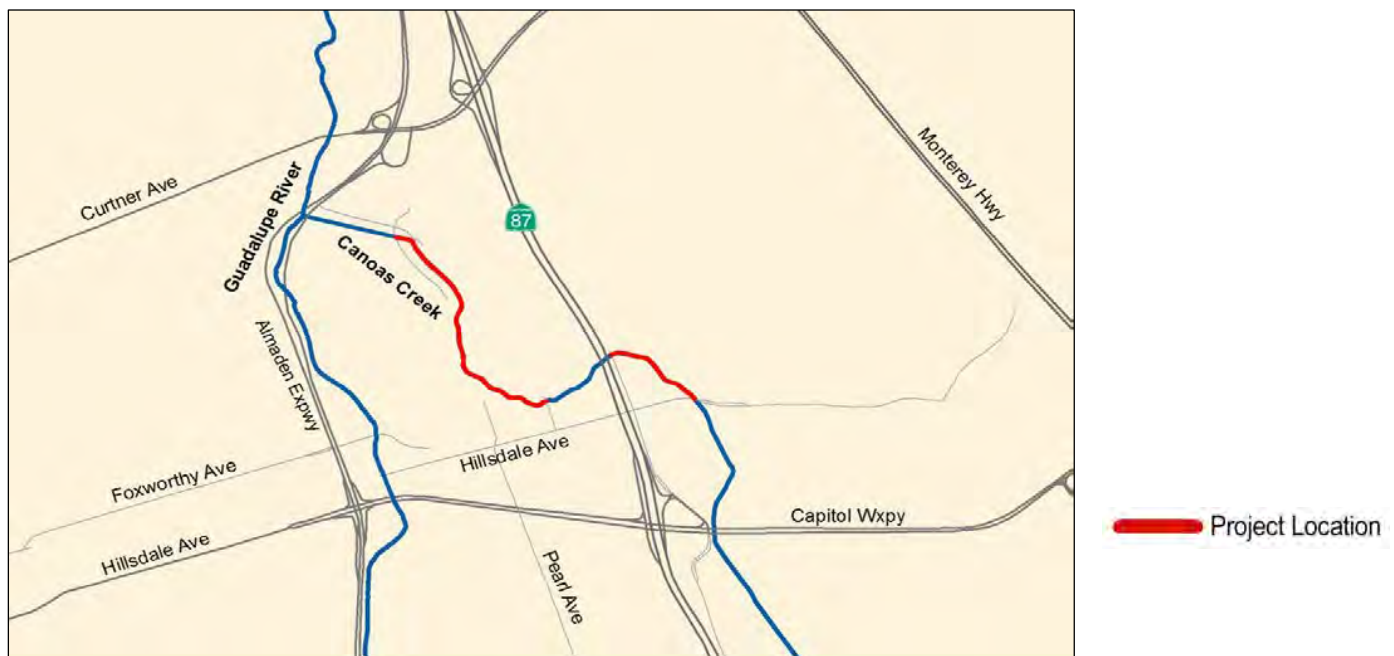 Curtner Ave
Guadalupe River
Canoas Creek
87
Monterey Hwy
Almaden Expwy
Foxworthy Ave
Hillsdale Ave
Hillsdale Ave
Capitol Wxpy
Pearl Ave
Project Location